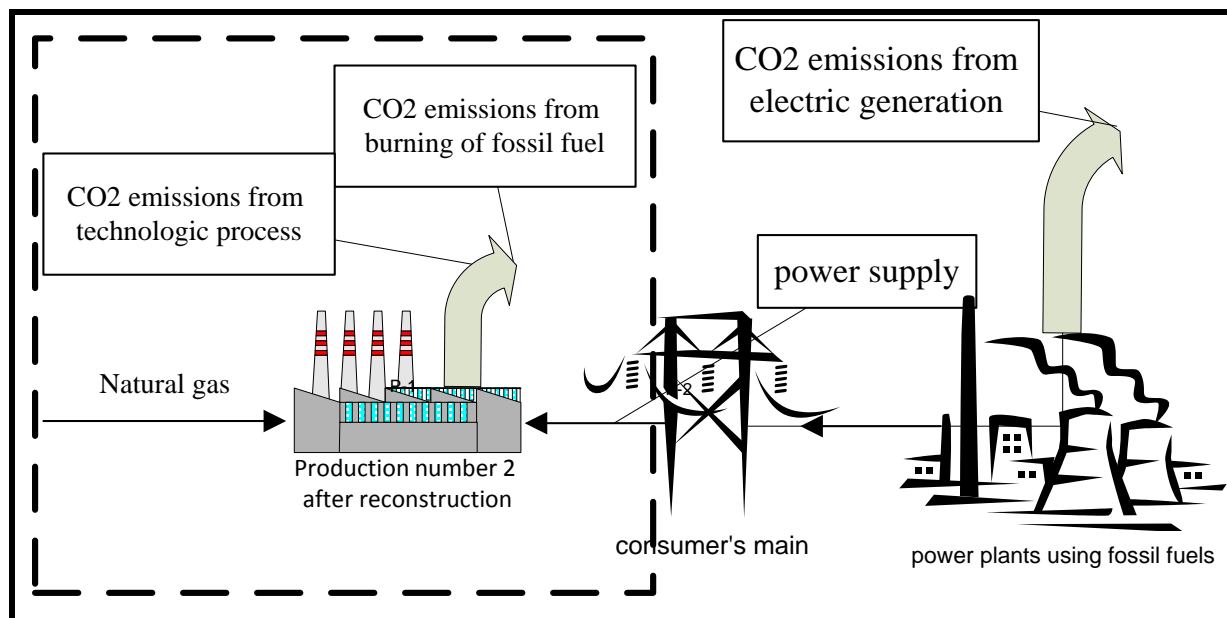 CO2 emissions from
electric generation
CO2 emissions from
burning of fossil fuel
CO2 emissions from
technologic process
power supply
Natural gas
Production number 2
after reconstruction
consumer's main
power plants using fossil fuels